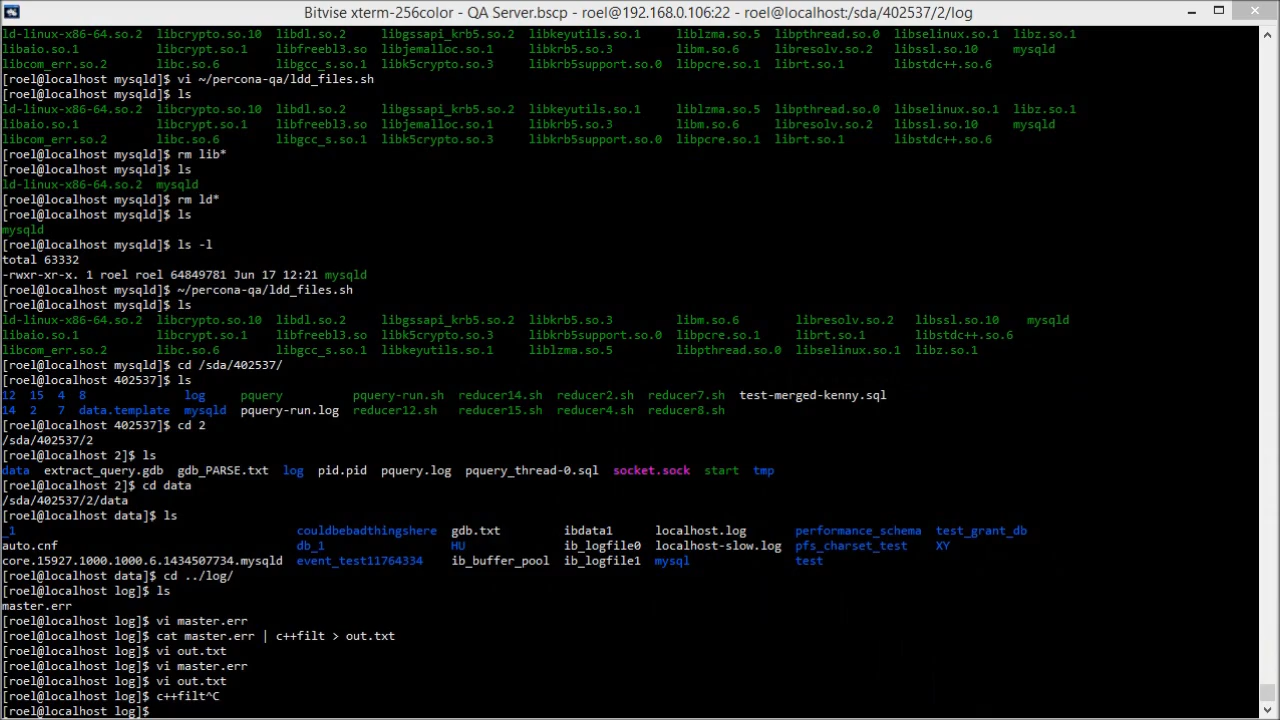 Bitvise xterm-256color - QA Server.bscp - roel@192.168.0.106:22 - roel@localhost:/sda/402537/2/log
ld-linux-x86-64.so.2 libcrypto.so.10 libdl.so.2 libgssapi_krb5.so.2 libkeyutils.so.1 liblzma.so.5 libpthread.so.0 libselinux.so.1 libz.so.1
libaio.so.1 libcrypt.so.1 libfreebl3.so libjemalloc.so.1 libkrb5.so.3 libm.so.6 libresolv.so.2 libssl.so.10 mysqld
libcom_err.so.2 libc.so.6 libgcc_s.so.1 libk5crypto.so.3 libkrb5support.so.0 libpcre.so.1 librt.so.1 libstdc++.so.6
[roel@localhost mysqld]$ vi ~/percona-qa/ldd_files.sh
[roel@localhost mysqld]$ ls
ld-linux-x86-64.so.2 libcrypto.so.10 libdl.so.2 libgssapi_krb5.so.2 libkeyutils.so.1 liblzma.so.5 libpthread.so.0 libselinux.so.1 libz.so.1
libaio.so.1 libcrypt.so.1 libfreebl3.so libjemalloc.so.1 libkrb5.so.3 libm.so.6 libresolv.so.2 libssl.so.10 mysqld
libcom_err.so.2 libc.so.6 libgcc_s.so.1 libk5crypto.so.3 libkrb5support.so.0 libpcre.so.1 librt.so.1 libstdc++.so.6
[roel@localhost mysqld]$ rm lib*
[roel@localhost mysqld]$ ls
ld-linux-x86-64.so.2 mysqld
[roel@localhost mysqld]$ rm ld*
[roel@localhost mysqld]$ ls
mysqld
[roel@localhost mysqld]$ ls -l
total 63332
-rwxr-xr-x. 1 roel roel 64849781 Jun 17 12:21 mysqld
[roel@localhost mysqld]$ ~/percona-qa/ldd_files.sh
[roel@localhost mysqld]$ ls
ld-linux-x86-64.so.2 libcrypto.so.10 libdl.so.2 libgssapi_krb5.so.2 libkrb5.so.3 libm.so.6 libresolv.so.2 libssl.so.10 mysqld
libaio.so.1 libcrypt.so.1 libfreebl3.so libjemalloc.so.1 libkrb5support.so.0 libpcre.so.1 librt.so.1 libstdc++.so.6
libcom_err.so.2 libc.so.6 libgcc_s.so.1 libkeyutils.so.1 liblzma.so.5 libpthread.so.0 libselinux.so.1 libz.so.1
[roel@localhost mysqld]$ cd /sda/402537/
[roel@localhost 402537]$ ls
12 15 4 8 log pquery pquery-run.sh reducer14.sh reducer2.sh reducer7.sh test-merged-kenny.sql
14 2 7 data.template mysqld pquery-run.log reducer12.sh reducer15.sh reducer4.sh reducer8.sh
[roel@localhost 402537]$ cd 2
/sda/402537/2
[roel@localhost 2]$ ls
data extract_query.gdb gdb_PARSE.txt log pid.pid pquery.log pquery_thread-0.sql socket.sock start tmp
[roel@localhost 2]$ cd data
/sda/402537/2/data
[roel@localhost data]$ ls
_1 couldbebadthingshere gdb.txt ibdata1 localhost.log performance_schema test_grant_db
auto.cnf db_1 HU ib_logfile0 localhost-slow.log pfs_charset_test XY
core.15927.1000.1000.6.1434507734.mysqld event_test11764334 ib_buffer_pool ib_logfile1 mysql test
[roel@localhost data]$ cd ../log/
[roel@localhost log]$ ls
master.err
[roel@localhost log]$ vi master.err
[roel@localhost log]$ cat master.err | c++filt > out.txt
[roel@localhost log]$ vi out.txt
[roel@localhost log]$ vi master.err
[roel@localhost log]$ vi out.txt
[roel@localhost log]$ c++filt^C
[roel@localhost log]$